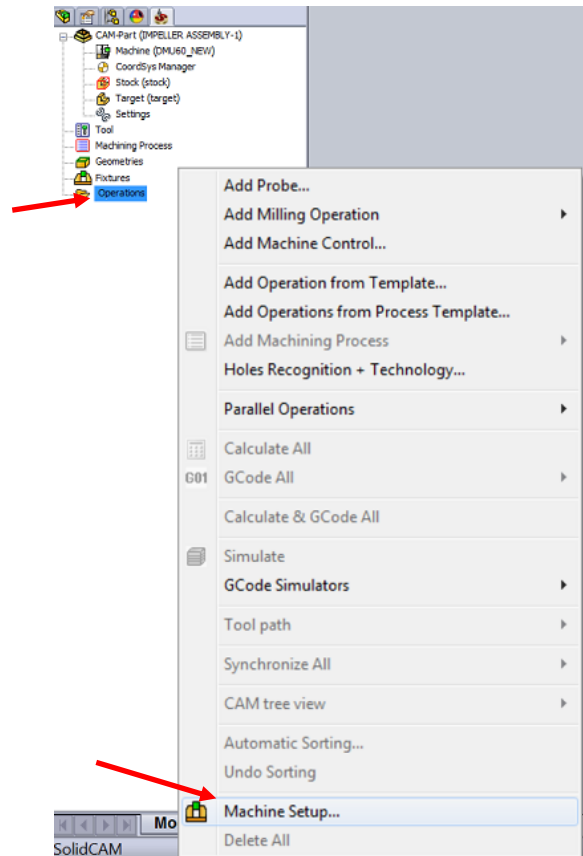 CAM-Part (IMPELLER ASSEMBLY-1)
Machine (DMU60_NEW)
CoordSys Manager
Stock (stock)
Target (target)
Settings
Tool
Machining Process
Geometries
Fixtures
Operations
Add Probe...
Add Milling Operation
Add Machine Control...
Add Operation from Template...
Add Operations from Process Template...
Add Machining Process
Holes Recognition + Technology...
Parallel Operations
Calculate All
G01 GCode All
Calculate & GCode All
Simulate
GCode Simulators
Tool path
Synchronize All
CAM tree view
Automatic Sorting...
Undo Sorting
Machine Setup...
Delete All
Mo
SolidCAM